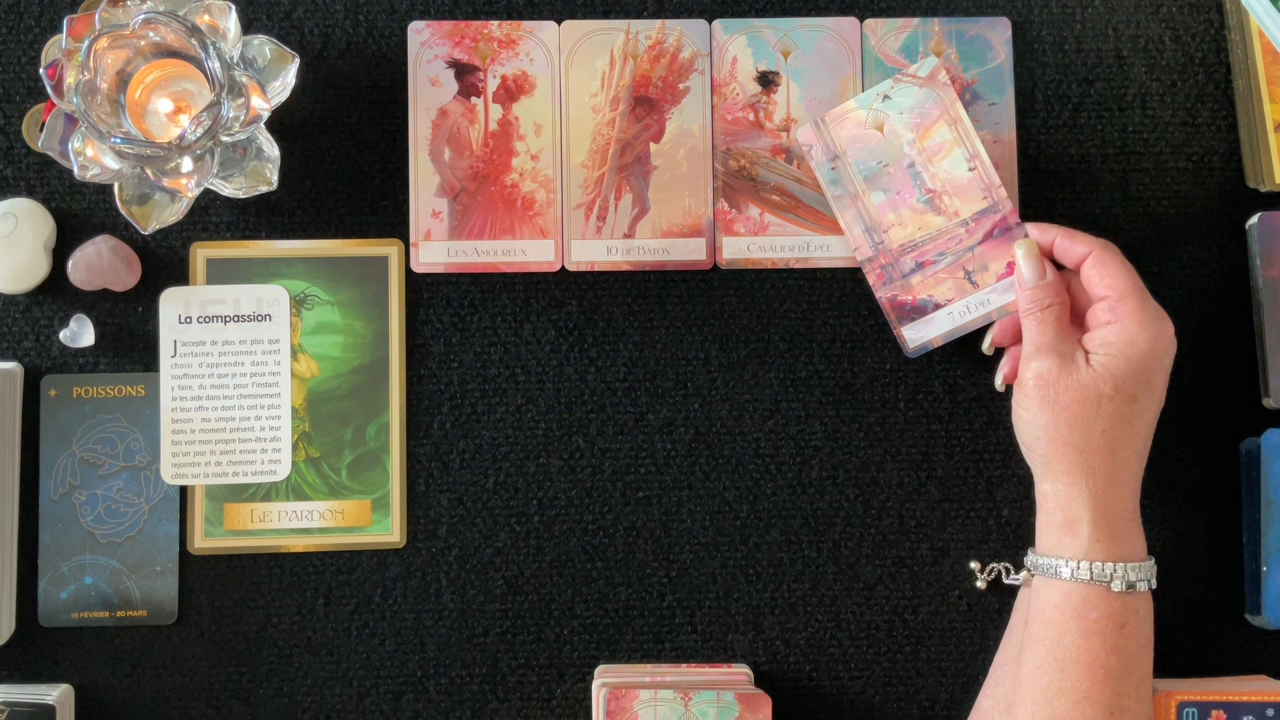 Les Amoureux
10 de Bâton
Cavalier d'Épée
7 d'Épée
La compassion
J'accepte de plus en plus que
certaines personnes aient
choisi d'apprendre dans la
souffrance et que je ne peux rien
y faire, du moins pour l'instant.
Je les aide dans leur cheminement
et leur offre ce dont ils ont le plus
besoin : ma simple joie de vivre
dans le moment présent. Je leur
fais voir mon propre bien-être afin
qu'un jour ils aient envie de me
rejoindre et de cheminer à mes
côtés sur la route de la sérénité.
Le Pardon
POISSONS
19 FÉVRIER - 20 MARS